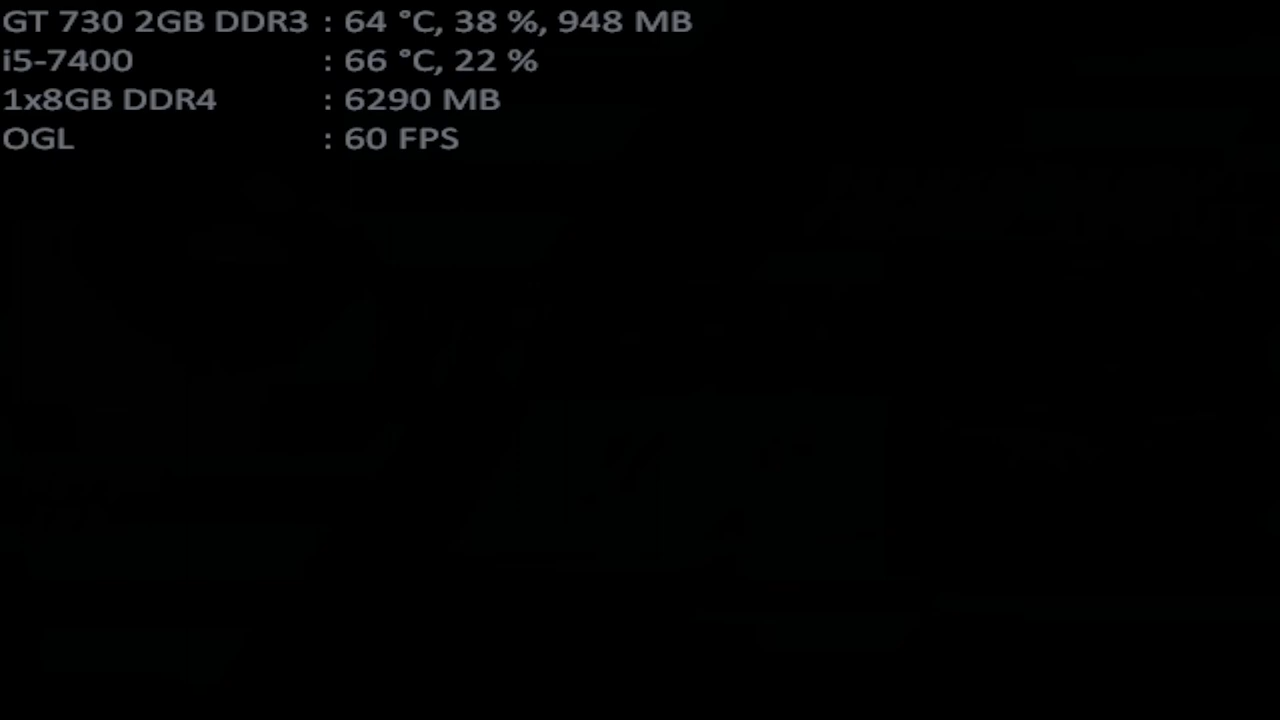 GT 730 2GB DDR3 : 64 °C, 38 %, 948 MB
i5-7400 : 66 °C, 22 %
1x8GB DDR4 : 6290 MB
OGL : 60 FPS